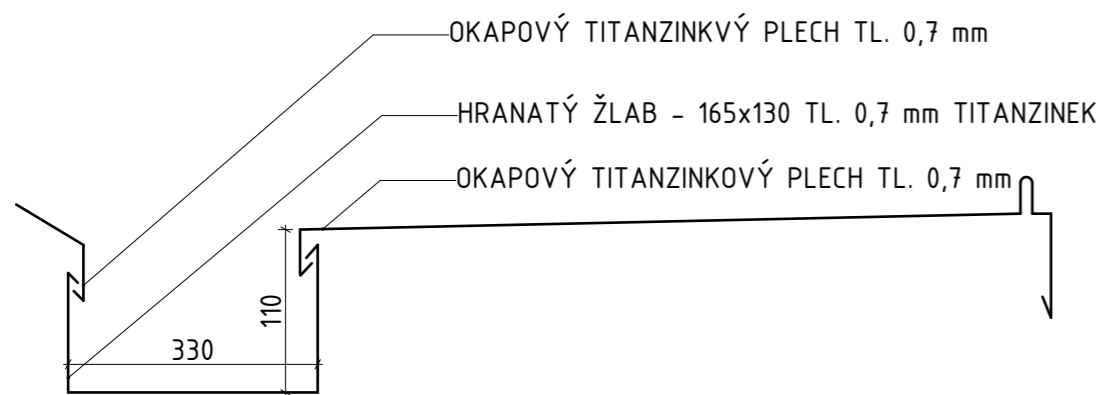 OKAPOVÝ TITANZINKVÝ PLECH TL. 0,7 mm
HRANATÝ ŽLAB - 165x130 TL. 0,7 mm TITANZINEK
OKAPOVÝ TITANZINKOVÝ PLECH TL. 0,7 mm
110
330